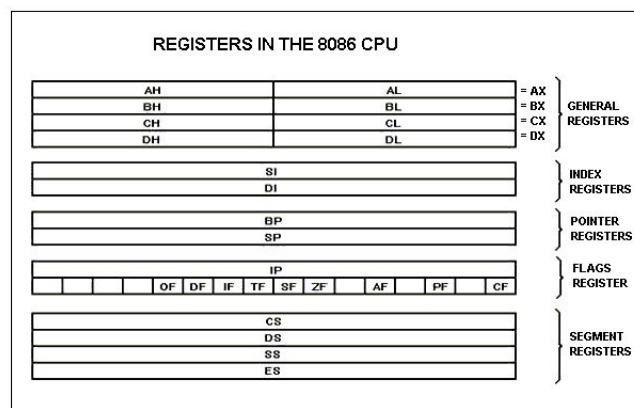 REGISTERS IN THE 8086 CPU
AH AL = AX
BH BL = BX
CH CL = CX
DH DL = DX
GENERAL
REGISTERS
SI
DI
INDEX
REGISTERS
BP
SP
POINTER
REGISTERS
IP
OF DF IF TF SF ZF AF PF CF
FLAGS
REGISTER
CS
DS
SS
ES
SEGMENT
REGISTERS